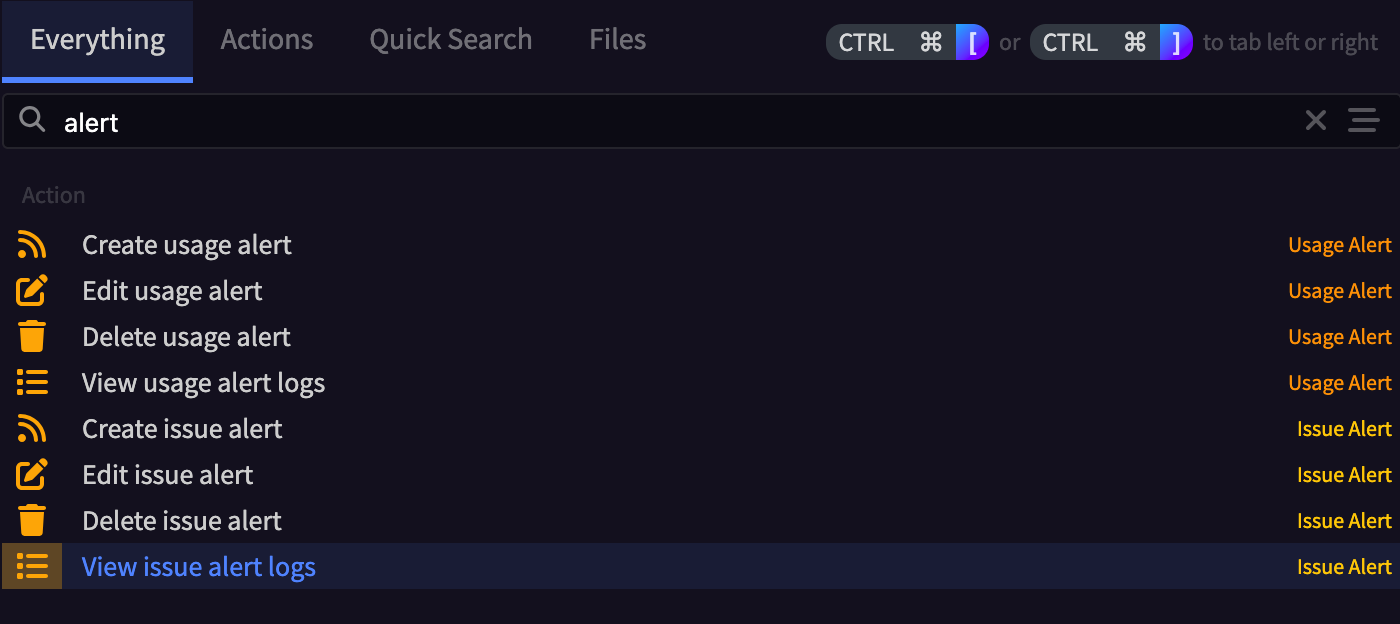 Everything Actions Quick Search Files CTRL ⌘ [ or CTRL ⌘ ] to tab left or right
alert
Action
Create usage alert Usage Alert
Edit usage alert Usage Alert
Delete usage alert Usage Alert
View usage alert logs Usage Alert
Create issue alert Issue Alert
Edit issue alert Issue Alert
Delete issue alert Issue Alert
View issue alert logs Issue Alert